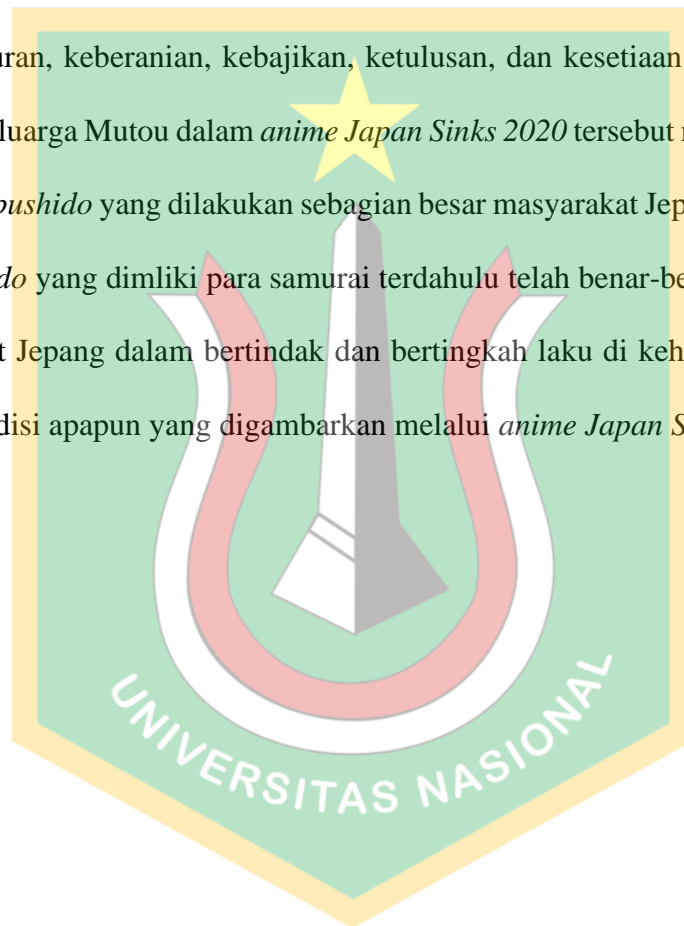 uran, keberanian, kebajikan, ketulusan, dan kesetiaan
luarga Mutou dalam anime Japan Sinks 2020 tersebut
bushido yang dilakukan sebagian besar masyarakat Jep
do yang dimliki para samurai terdahulu telah benar-be
t Jepang dalam bertindak dan bertingkah laku di keh
disi apapun yang digambarkan melalui anime Japan S
UNIVERSITAS NASIONAL